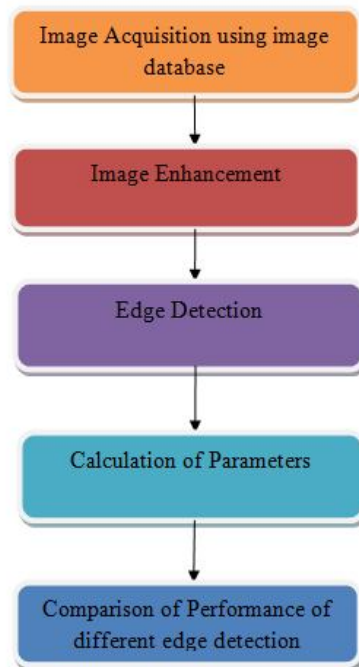 Image Acquisition using image
database
Image Enhancement
Edge Detection
Calculation of Parameters
Comparison of Performance of
different edge detection